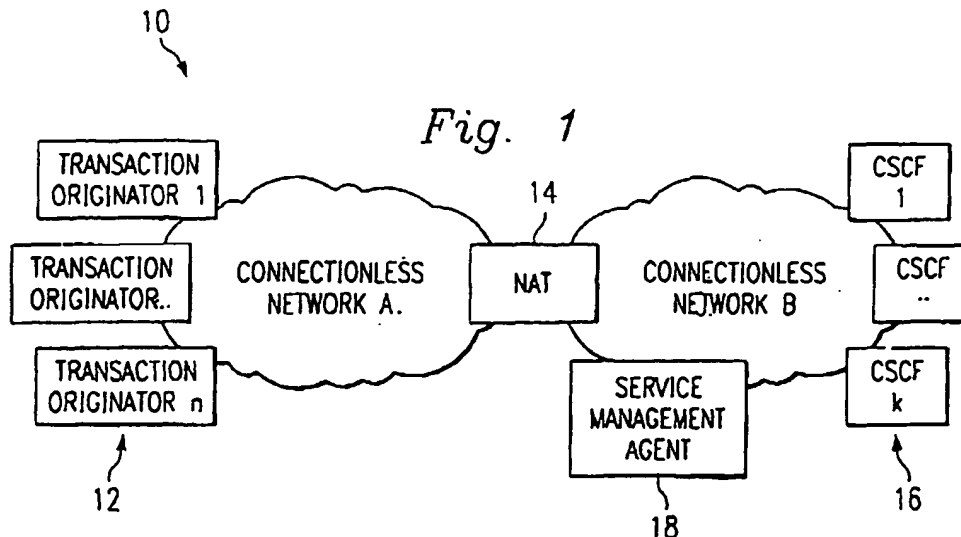 10
Fig. 1
TRANSACTION
ORIGINATOR 1
CSCF
1
14
TRANSACTION
ORIGINATOR..
CONNECTIONLESS
NETWORK A.
NAT
CONNECTIONLESS
NETWORK B
CSCF
..
TRANSACTION
ORIGINATOR n
SERVICE
MANAGEMENT
AGENT
CSCF
k
12
18
16